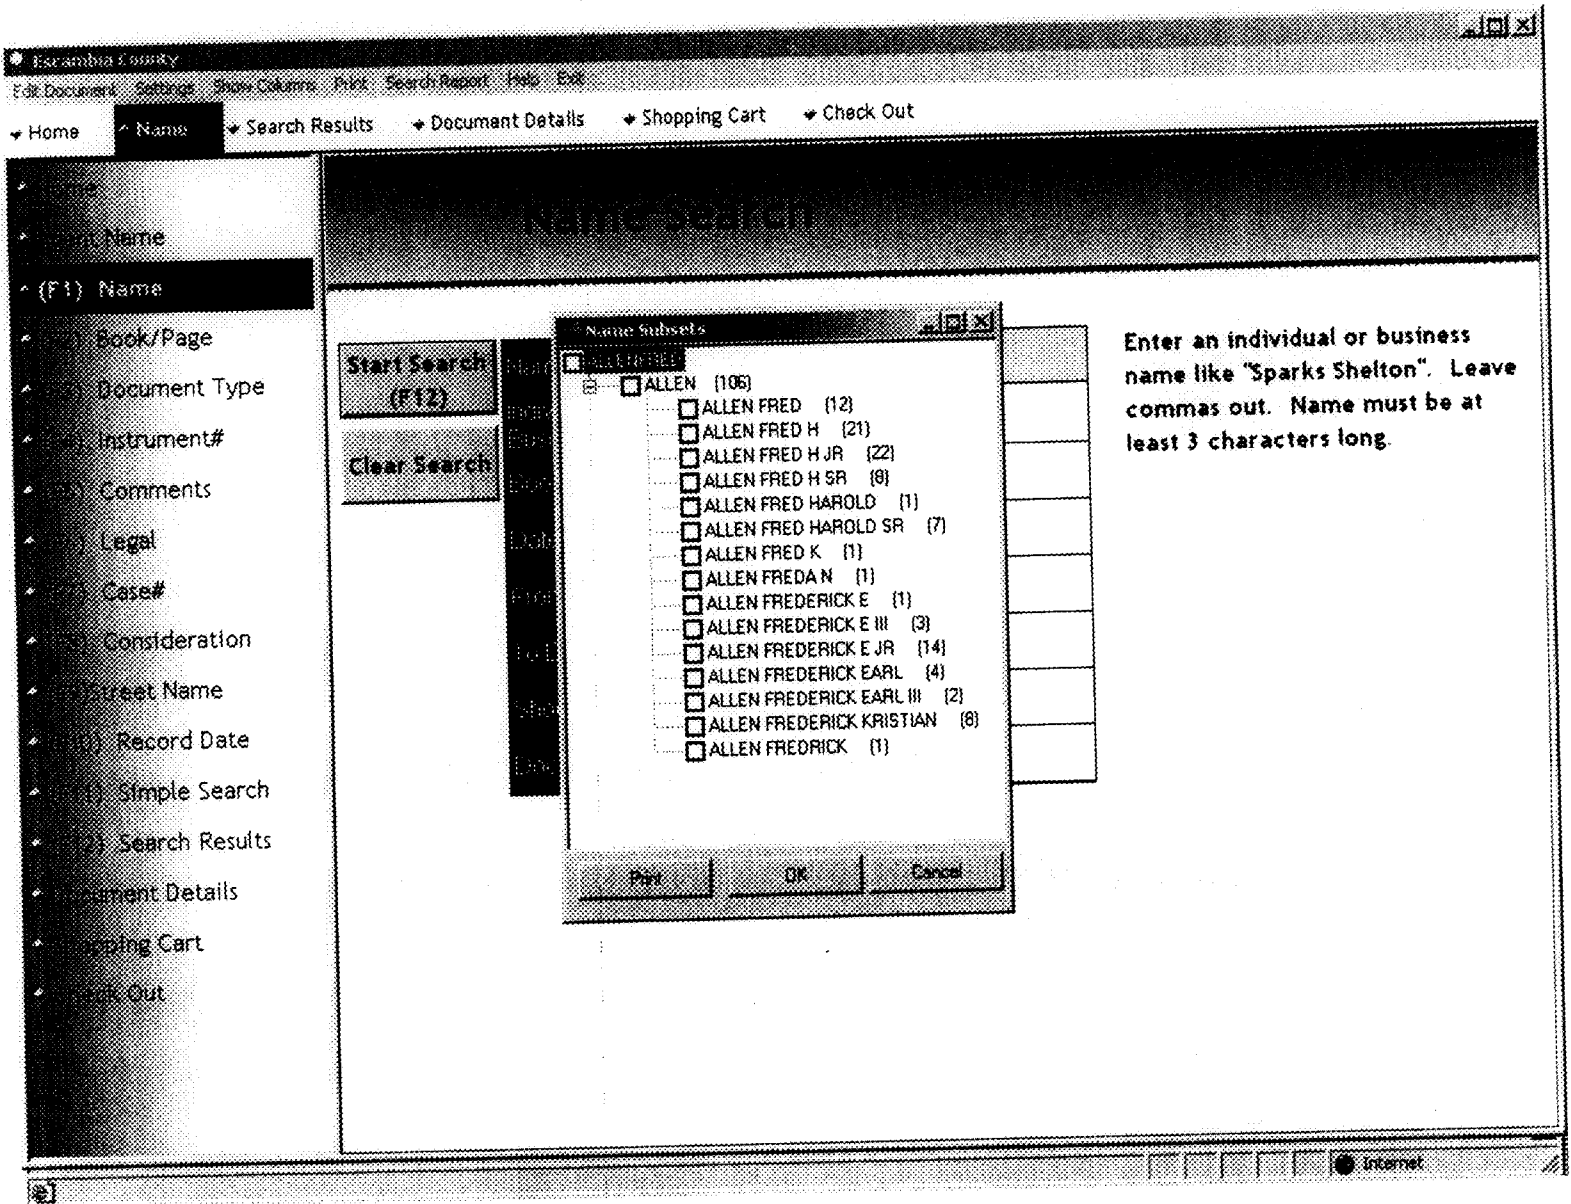 Escambia County
Edit Document Settings Show Columns Print Search Report Help Exit
Home Name Search Results Document Details Shopping Cart Check Out
Name Search
Name
(F1) Name
Book/Page
Document Type
Instrument#
Comments
Legal
Case#
Consideration
Street Name
Record Date
Simple Search
Search Results
Document Details
Shopping Cart
Check Out
Start Search
(F12)
Clear Search
Name Subsets
ALLEN (106)
ALLEN FRED (12)
ALLEN FRED H (21)
ALLEN FRED H JR (22)
ALLEN FRED H SR (8)
ALLEN FRED HAROLD (1)
ALLEN FRED HAROLD SR (7)
ALLEN FRED K (1)
ALLEN FREDA N (1)
ALLEN FREDERICK E (1)
ALLEN FREDERICK E III (3)
ALLEN FREDERICK E JR (14)
ALLEN FREDERICK EARL (4)
ALLEN FREDERICK EARL III (2)
ALLEN FREDERICK KRISTIAN (8)
ALLEN FREDRICK (1)
Print OK Cancel
Enter an individual or business
name like "Sparks Shelton". Leave
commas out. Name must be at
least 3 characters long.
Internet